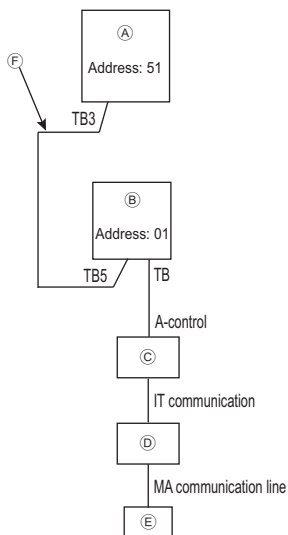 Ⓐ
Ⓕ
Address: 51
TB3
Ⓑ
Address: 01
TB5 TB
A-control
Ⓒ
IT communication
Ⓓ
MA communication line
Ⓔ